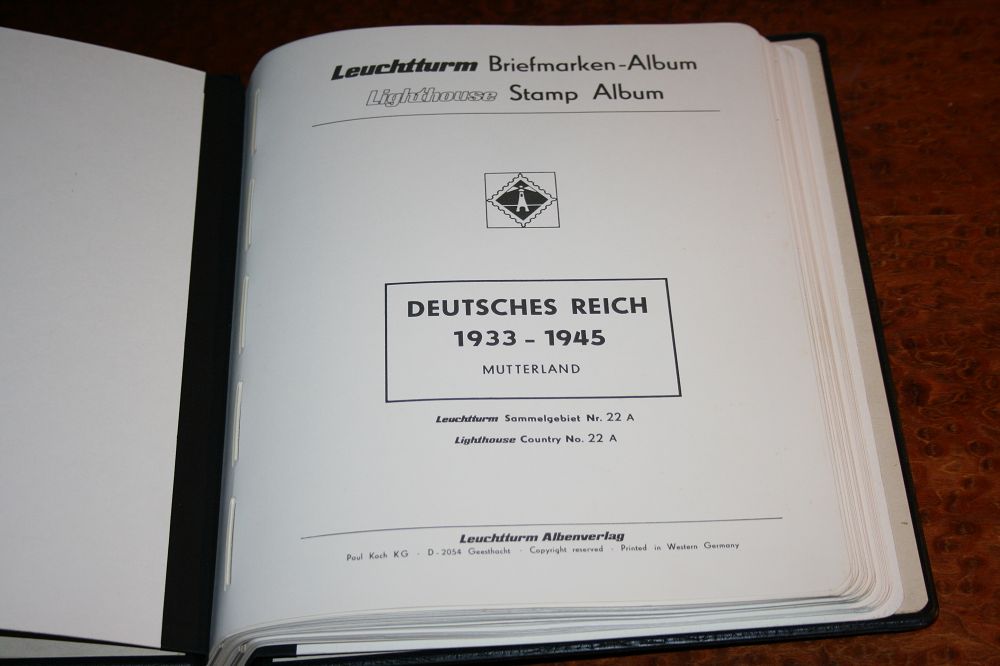 Leuchtturm Briefmarken-Album
Lighthouse Stamp Album
DEUTSCHES REICH
1933 - 1945
MUTTERLAND
Leuchtturm Sammelgebiet Nr. 22 A
Lighthouse Country No. 22 A
Leuchtturm Albenverlag
Paul Koch KG · D-2054 Geesthacht · Copyright reserved · Printed in Western Germany